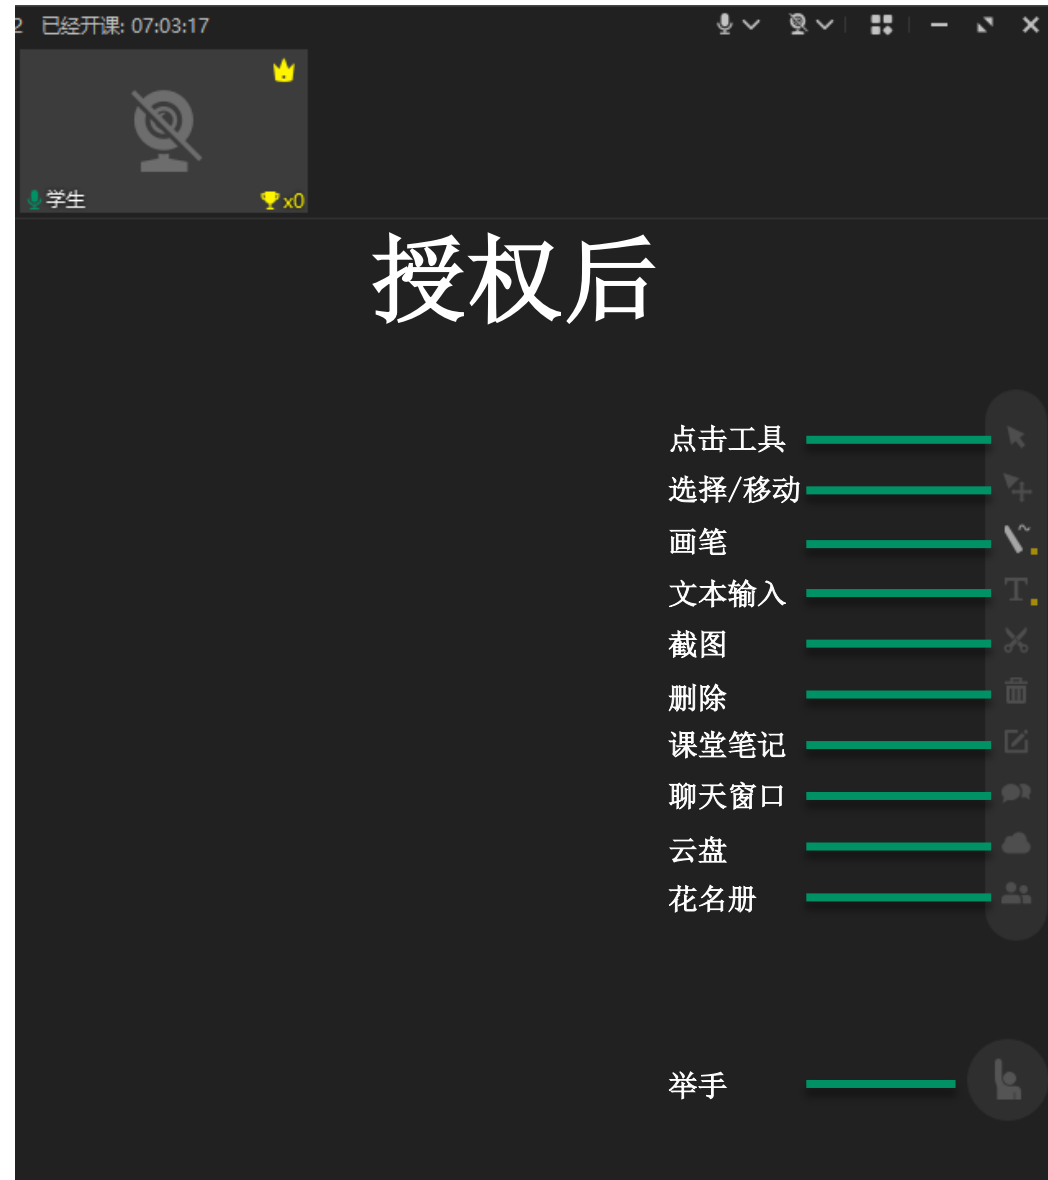 2 已经开课: 07:03:17
学生 x0
授权后
点击工具
选择/移动
画笔
文本输入
截图
删除
课堂笔记
聊天窗口
云盘
花名册
举手